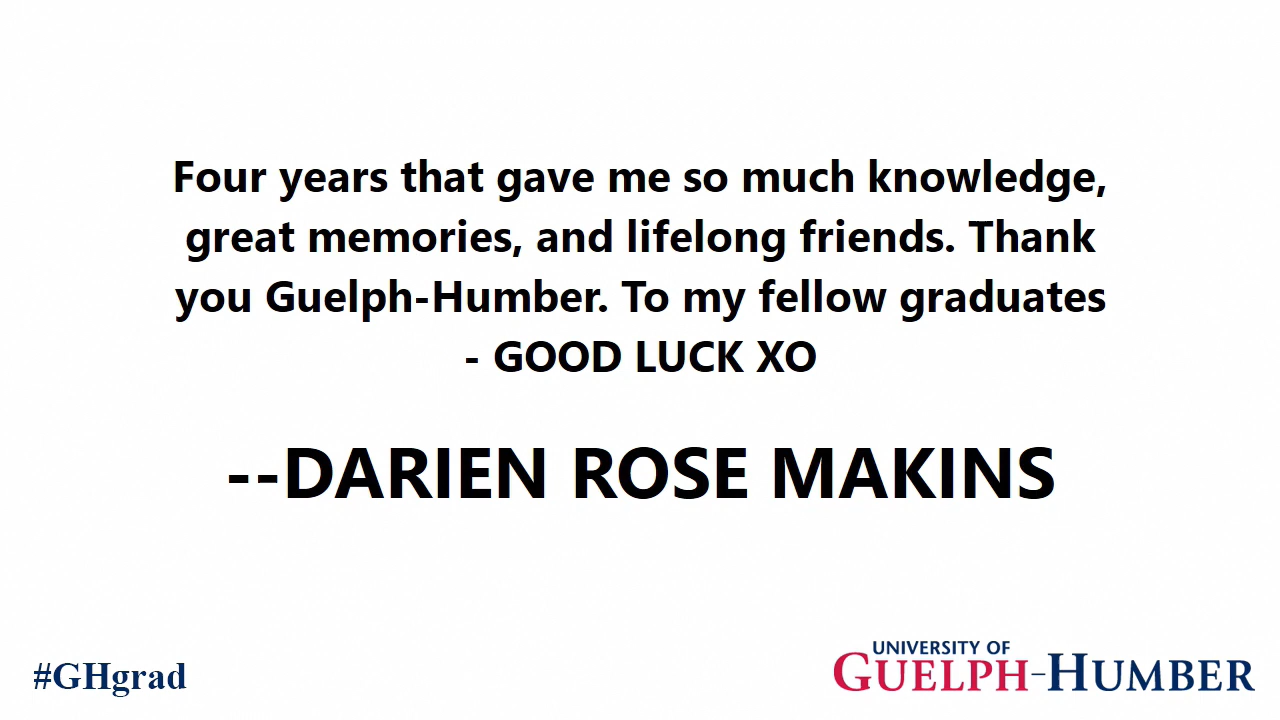 Four years that gave me so much knowledge,
great memories, and lifelong friends. Thank
you Guelph-Humber. To my fellow graduates
- GOOD LUCK XO
--DARIEN ROSE MAKINS
#GHgrad
UNIVERSITY OF
GUELPH-HUMBER